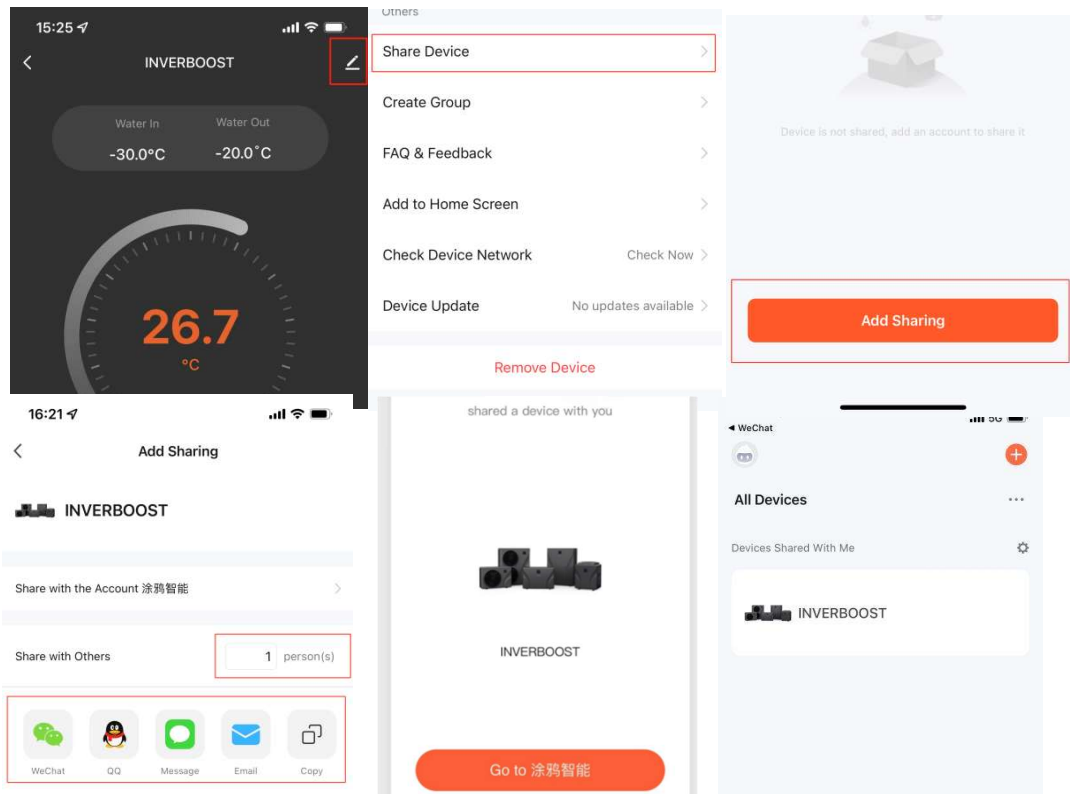 15:25
INVERBOOST
Water In
Water Out
-30.0°C
-20.0°C
26.7
°C
Others
Share Device
Create Group
FAQ & Feedback
Add to Home Screen
Check Device Network
Check Now
Device Update
No updates available
Remove Device
Device is not shared, add an account to share it
Add Sharing
16:21
Add Sharing
INVERBOOST
Share with the Account 涂鸦智能
Share with Others
1 person(s)
WeChat
QQ
Message
Email
Copy
shared a device with you
INVERBOOST
Go to 涂鸦智能
WeChat
5G
All Devices
Devices Shared With Me
INVERBOOST